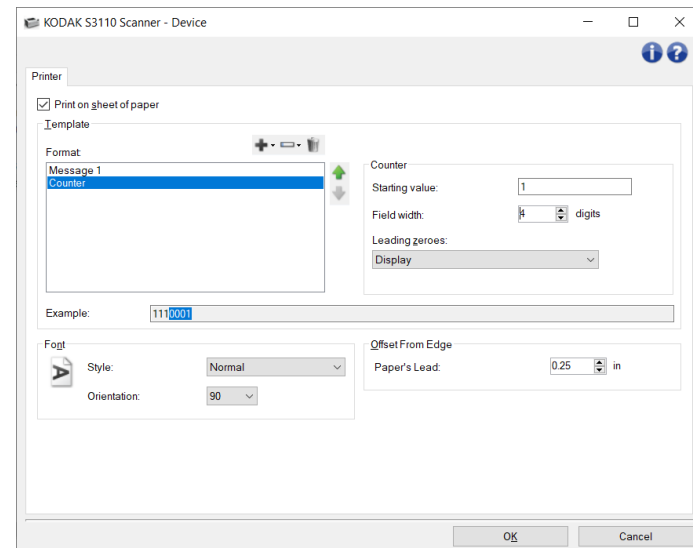 KODAK S3110 Scanner - Device
Printer
Print on sheet of paper
Template
Format:
Message 1
Counter
Counter
Starting value: 1
Field width: 4 digits
Leading zeroes:
Display
Example: 1110001
Font
Style: Normal
Orientation: 90
Offset From Edge
Paper's Lead: 0.25 in
OK Cancel